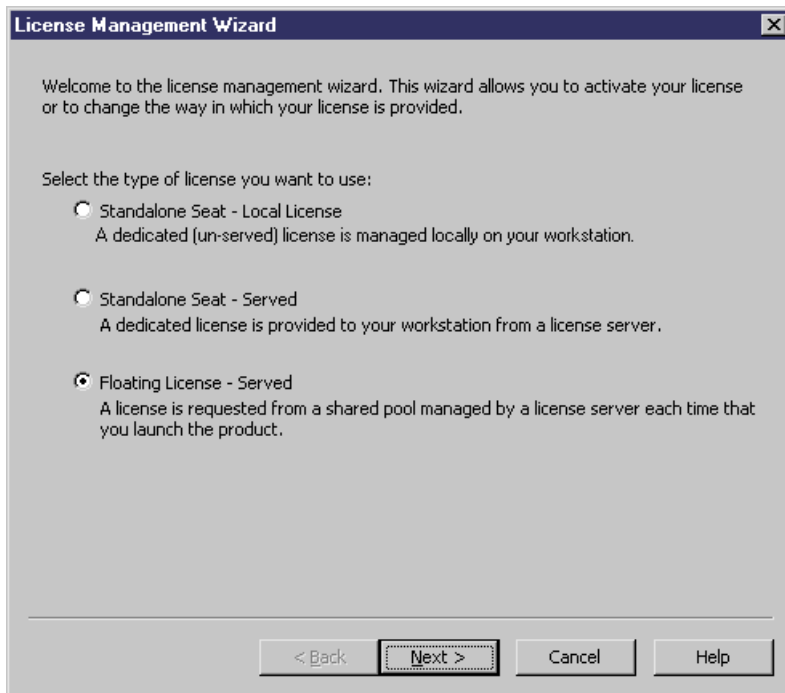 License Management Wizard
Welcome to the license management wizard. This wizard allows you to activate your license
or to change the way in which your license is provided.
Select the type of license you want to use:
Standalone Seat - Local License
A dedicated (un-served) license is managed locally on your workstation.
Standalone Seat - Served
A dedicated license is provided to your workstation from a license server.
Floating License - Served
A license is requested from a shared pool managed by a license server each time that
you launch the product.
< Back Next > Cancel Help